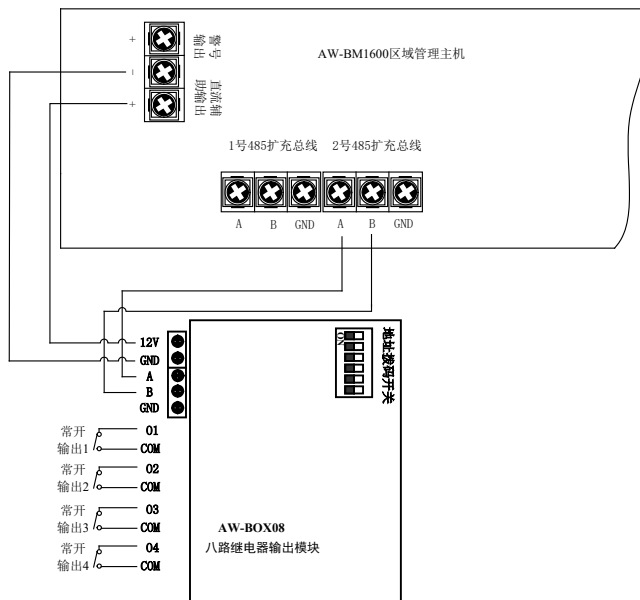 +
警号
输出
-
直流辅
助输出
+
AW-BM1600区域管理主机
1号485扩充总线 2号485扩充总线
A B GND A B GND
12V
GND
A
B
GND
ON
地址拨码开关
常开 O1
输出1 COM
常开 O2
输出2 COM
常开 O3
输出3 COM
常开 O4
输出4 COM
AW-BOX08
八路继电器输出模块